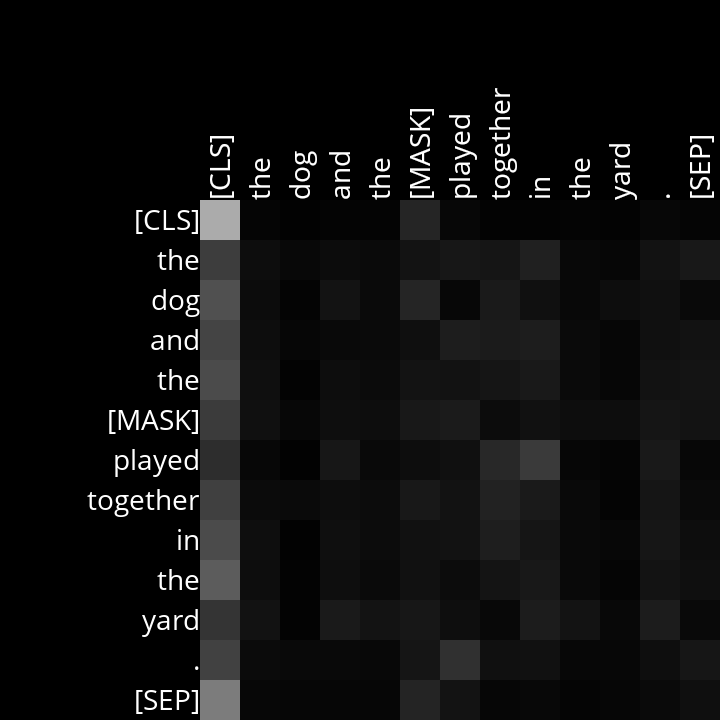 [CLS]
the
dog
and
the
[MASK]
played
together
in
the
yard
.
[SEP]
[CLS]
the
dog
and
the
[MASK]
played
together
in
the
yard
.
[SEP]